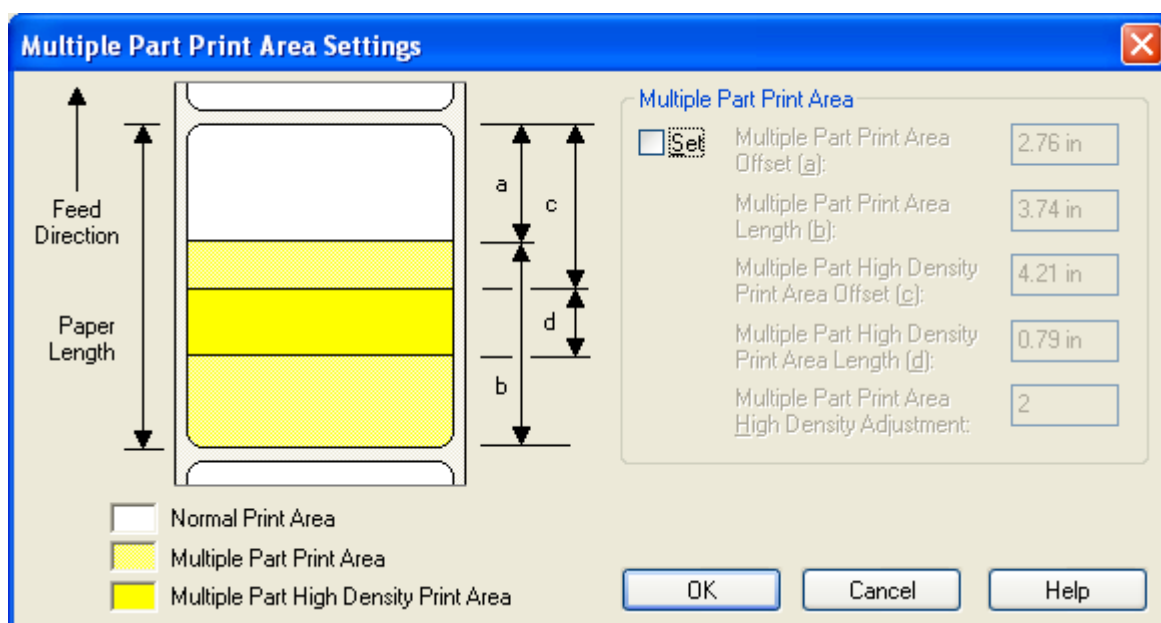 Multiple Part Print Area Settings
Feed
Direction
Paper
Length
a
c
d
b
Normal Print Area
Multiple Part Print Area
Multiple Part High Density Print Area
Multiple Part Print Area
Set
Multiple Part Print Area
Offset (a):
2.76 in
Multiple Part Print Area
Length (b):
3.74 in
Multiple Part High Density
Print Area Offset (c):
4.21 in
Multiple Part High Density
Print Area Length (d):
0.79 in
Multiple Part Print Area
High Density Adjustment:
2
OK
Cancel
Help